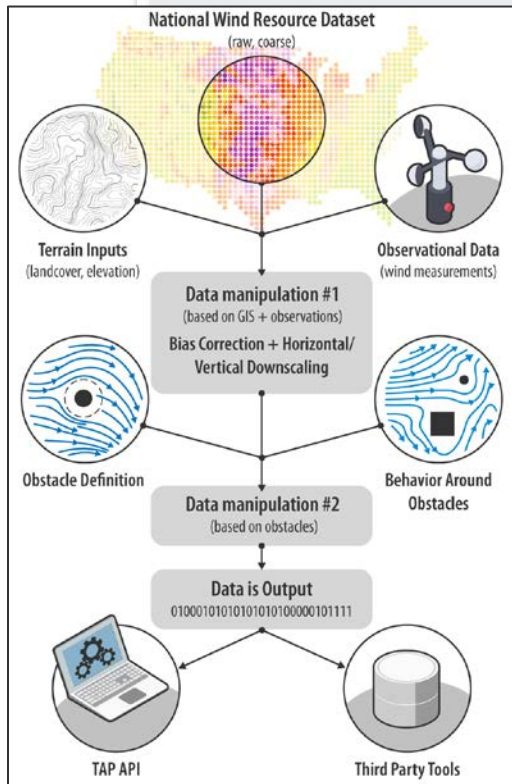 National Wind Resource Dataset
(raw, coarse)
Terrain Inputs
(landcover, elevation)
Observational Data
(wind measurements)
Data manipulation #1
(based on GIS + observations)
Bias Correction + Horizontal/
Vertical Downscaling
Obstacle Definition
Behavior Around
Obstacles
Data manipulation #2
(based on obstacles)
Data is Output
01000101010101010100000101111
TAP API
Third Party Tools